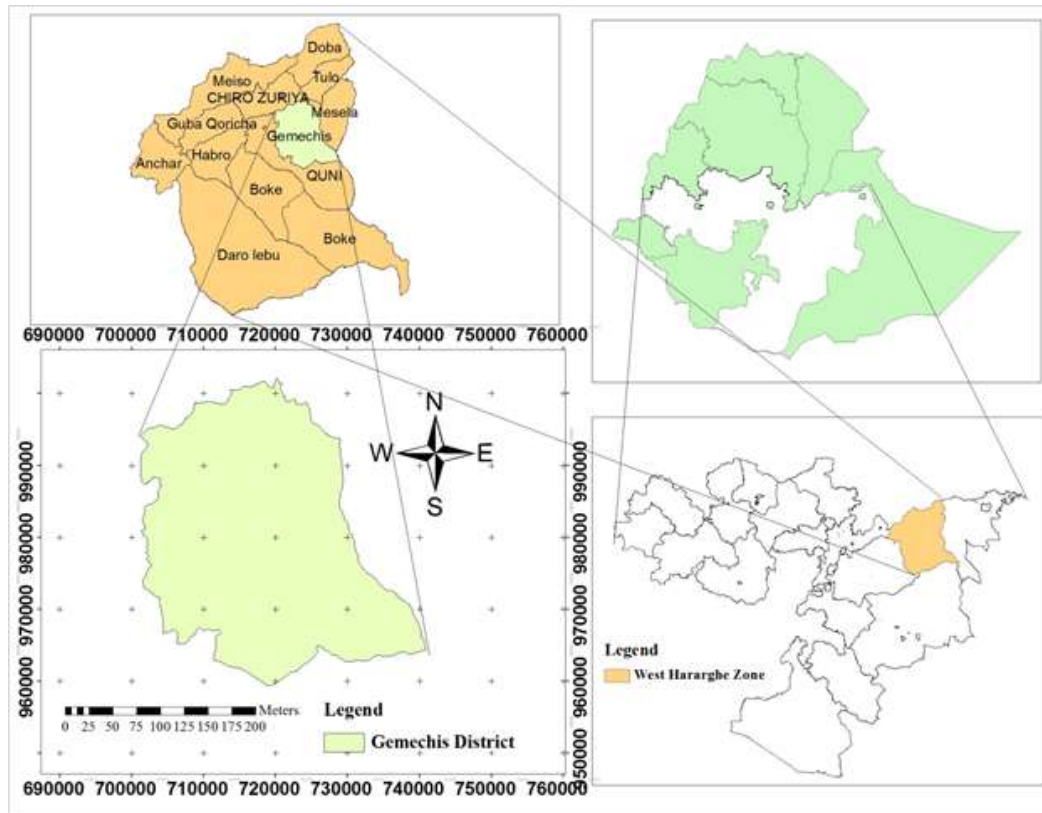 Doba
Meiso
Tulo
CHIRO ZURIYA
Mesela
Guba Qoricha
Gemechis
Habro
Anchar
QUNI
Boke
Boke
Daro lebu
690000 700000 710000 720000 730000 740000 750000 760000
N
W E
S
990000
980000
970000
960000
950000
990000
980000
970000
960000
Meters
0 25 50 75 100 125 150 175 200
Legend
Gemechis District
690000 700000 710000 720000 730000 740000 750000 760000
Legend
West Hararghe Zone